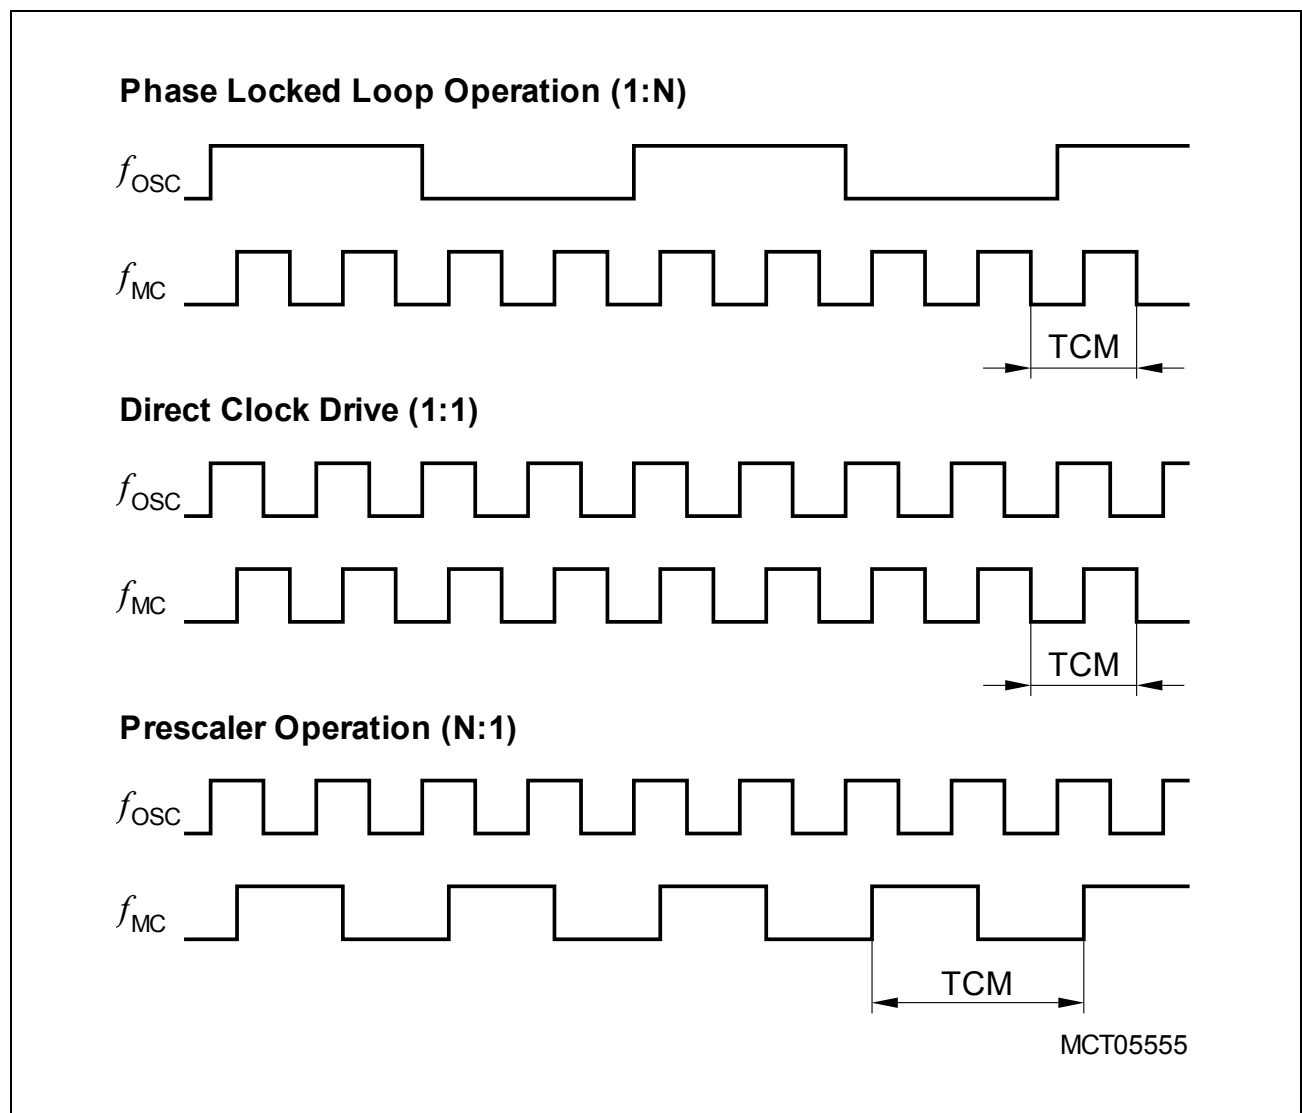 Phase Locked Loop Operation (1:N)
fOSC
fMC
TCM
Direct Clock Drive (1:1)
fOSC
fMC
TCM
Prescaler Operation (N:1)
fOSC
fMC
TCM
MCT05555